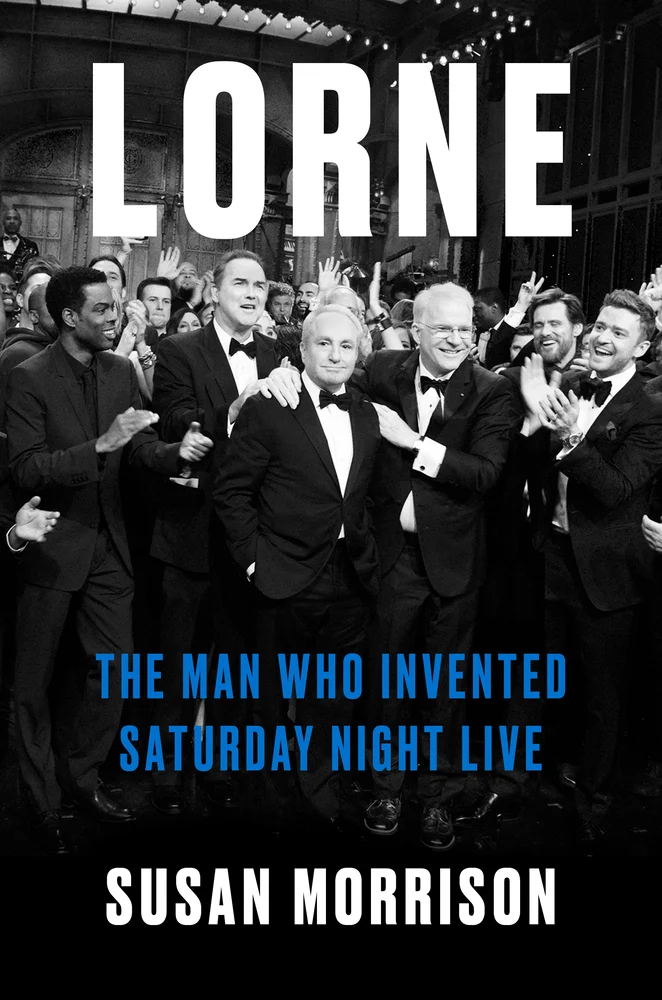 LORNE
THE MAN WHO INVENTED
SATURDAY NIGHT LIVE
SUSAN MORRISON